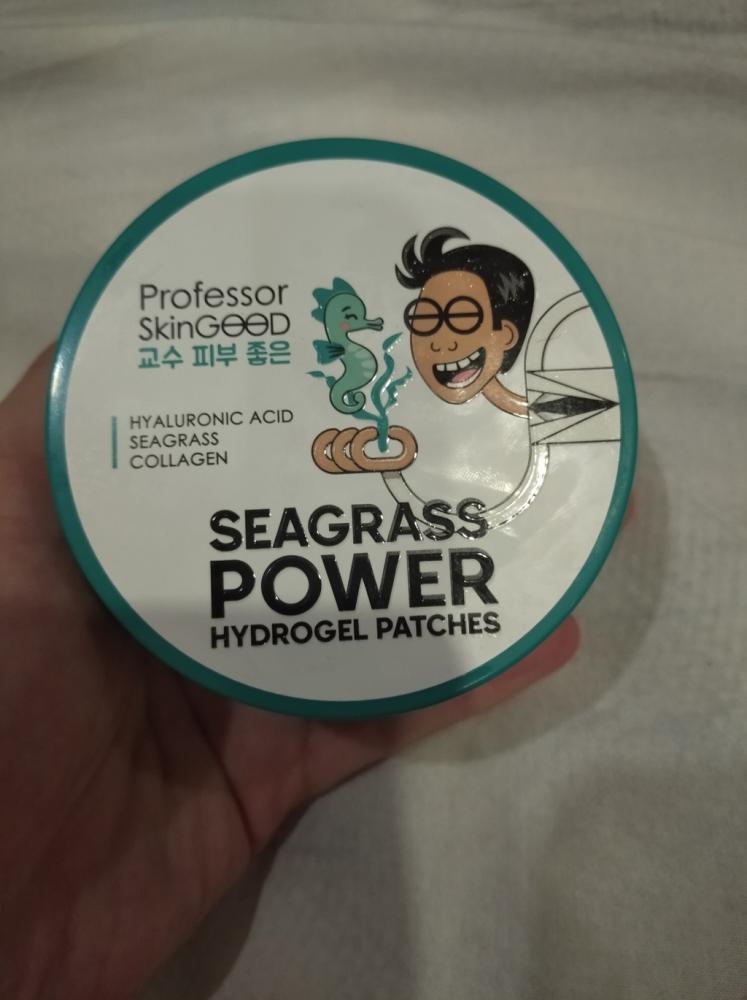 Professor
SkinGOOD
교수 피부 좋은
HYALURONIC ACID
SEAGRASS
COLLAGEN
SEAGRASS
POWER
HYDROGEL PATCHES